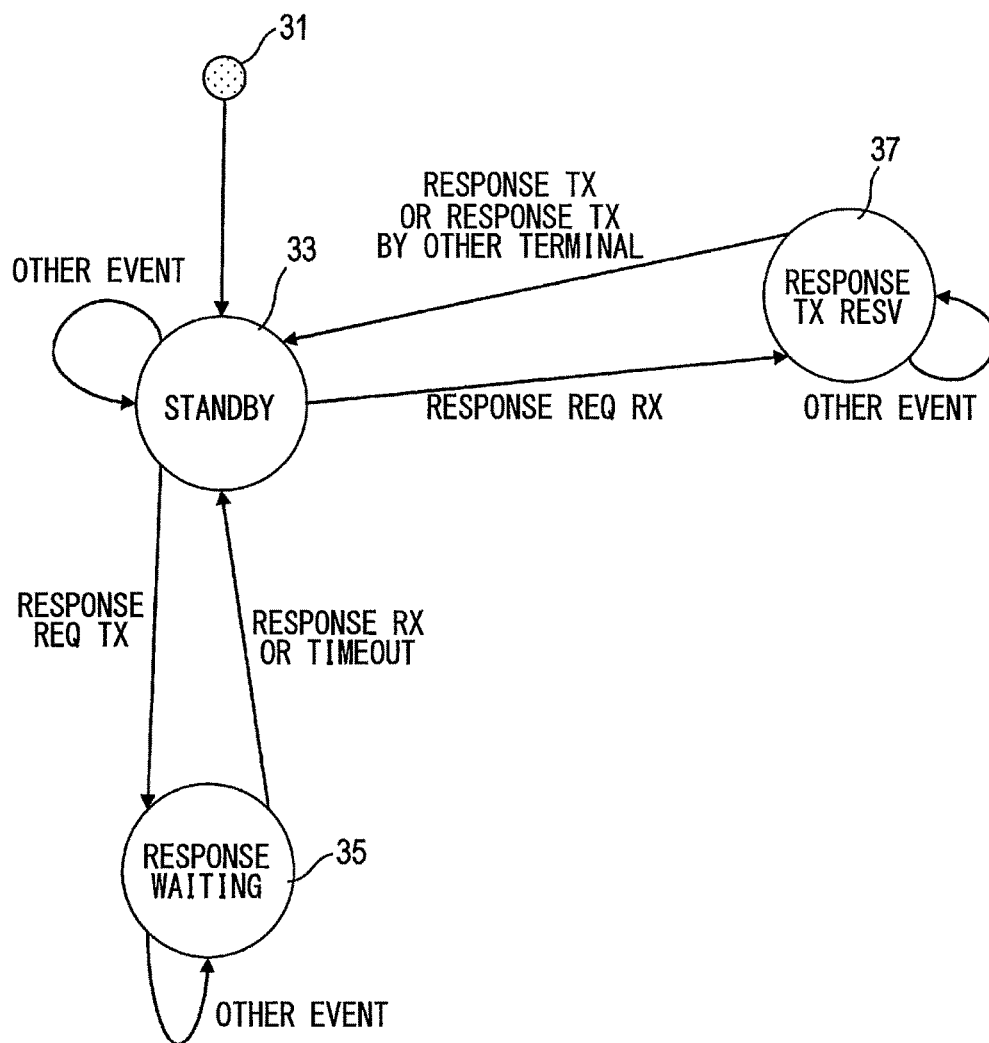 31
37
RESPONSE TX
OR RESPONSE TX
BY OTHER TERMINAL
33
OTHER EVENT
RESPONSE
TX RESV
STANDBY
RESPONSE REQ RX
OTHER EVENT
RESPONSE
REQ TX
RESPONSE RX
OR TIMEOUT
RESPONSE
WAITING
35
OTHER EVENT